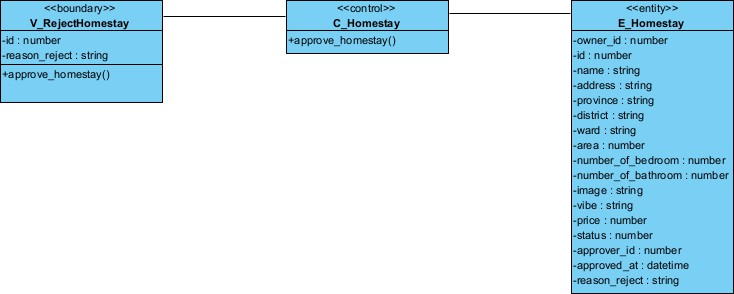 <<boundary>>
V_RejectHomestay
-id : number
-reason_reject : string
+approve_homestay()
<<control>>
C_Homestay
+approve_homestay()
<<entity>>
E_Homestay
-owner_id : number
-id : number
-name : string
-address : string
-province : string
-district : string
-ward : string
-area : number
-number_of_bedroom : number
-number_of_bathroom : number
-image : string
-vibe : string
-price : number
-status : number
-approver_id : number
-approved_at : datetime
-reason_reject : string